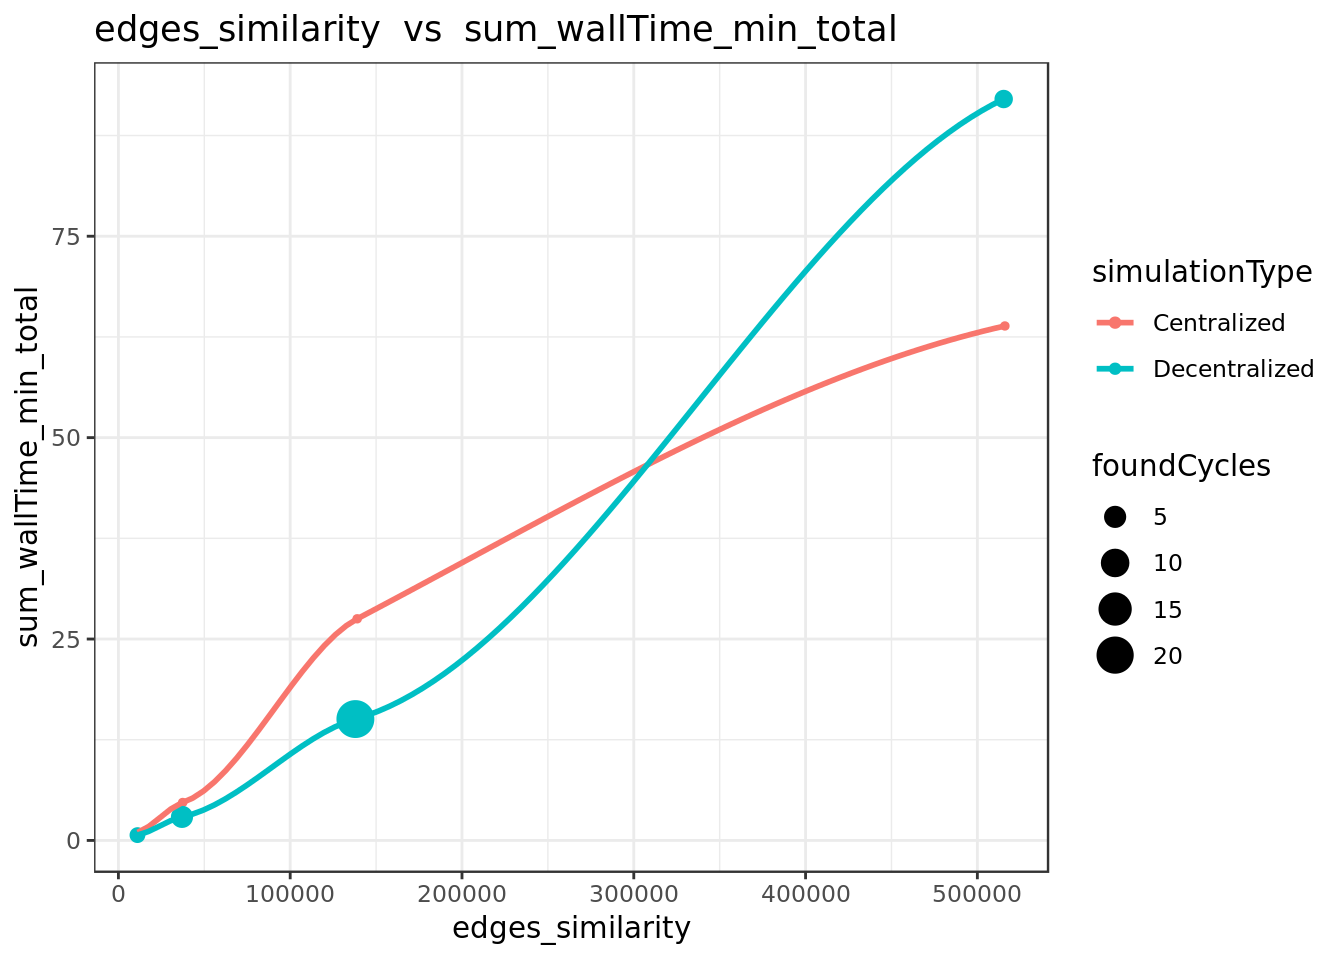 edges_similarity  vs  sum_wallTime_min_total
sum_wallTime_min_total
75
50
25
0
0
100000
200000
300000
400000
500000
edges_similarity
simulationType
Centralized
Decentralized
foundCycles
5
10
15
20